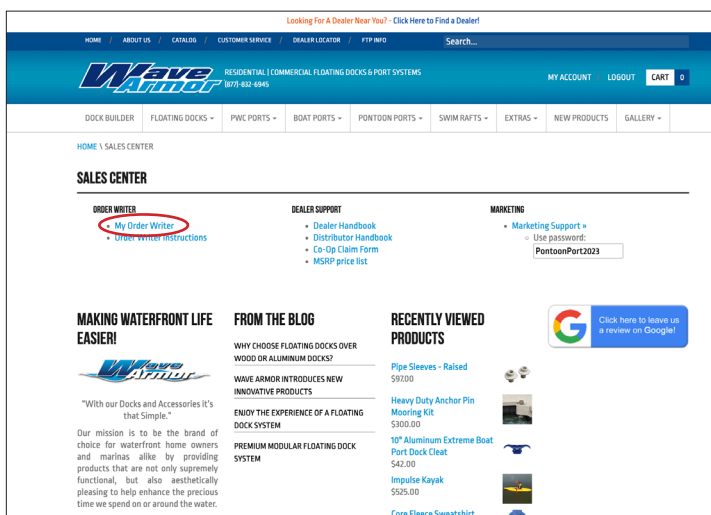 Looking For A Dealer Near You? - Click Here to Find a Dealer!
HOME / ABOUT US / CATALOG / CUSTOMER SERVICE / DEALER LOCATOR / FTP INFO
Search...
Wave Armor
RESIDENTIAL | COMMERCIAL FLOATING DOCKS & PORT SYSTEMS
(877)-832-6945
MY ACCOUNT / LOGOUT CART 0
DOCK BUILDER FLOATING DOCKS PWC PORTS BOAT PORTS PONTOON PORTS SWIM RAFTS EXTRAS NEW PRODUCTS GALLERY
HOME \ SALES CENTER
SALES CENTER
ORDER WRITER
• My Order Writer
• Order Writer Instructions
DEALER SUPPORT
• Dealer Handbook
• Distributor Handbook
• Co-Op Claim Form
• MSRP price list
MARKETING
• Marketing Support »
○ Use password:
PontoonPort2023
MAKING WATERFRONT LIFE
EASIER!
Wave Armor
"With our Docks and Accessories it's
that Simple."
Our mission is to be the brand of
choice for waterfront home owners
and marinas alike by providing
products that are not only supremely
functional, but also aesthetically
pleasing to help enhance the precious
time we spend on or around the water.
FROM THE BLOG
WHY CHOOSE FLOATING DOCKS OVER
WOOD OR ALUMINUM DOCKS?
WAVE ARMOR INTRODUCES NEW
INNOVATIVE PRODUCTS
ENJOY THE EXPERIENCE OF A FLOATING
DOCK SYSTEM
PREMIUM MODULAR FLOATING DOCK
SYSTEM
RECENTLY VIEWED
PRODUCTS
Pipe Sleeves - Raised
$97.00
Heavy Duty Anchor Pin
Mooring Kit
$300.00
10" Aluminum Extreme Boat
Port Dock Cleat
$42.00
Impulse Kayak
$525.00
Core Fleece Sweatshirt
Click here to leave us
a review on Google!